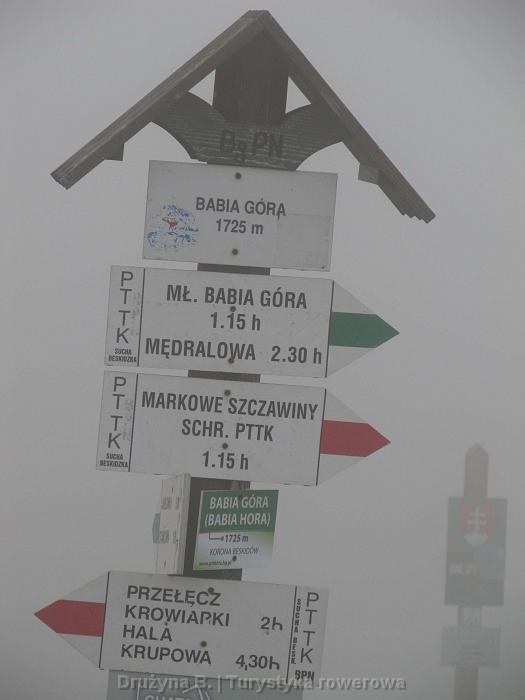 BgPN
BABIA GÓRA
1725 m
PTTK
SUCHA
BESKIDZKA
MŁ. BABIA GÓRA
1.15 h
MĘDRALOWA 2.30 h
PTTK
SUCHA
BESKIDZKA
MARKOWE SZCZAWINY
SCHR. PTTK
1.15 h
BABIA GÓRA
(BABIA HORA)
1725 m
KORONA BESKIDÓW
PRZEŁĘCZ
KROWIARKI 2h
HALA
KRUPOWA 4,30h
SUCHA BESK.
PTTK
BPN
Drużyna B. | Turystyka rowerowa